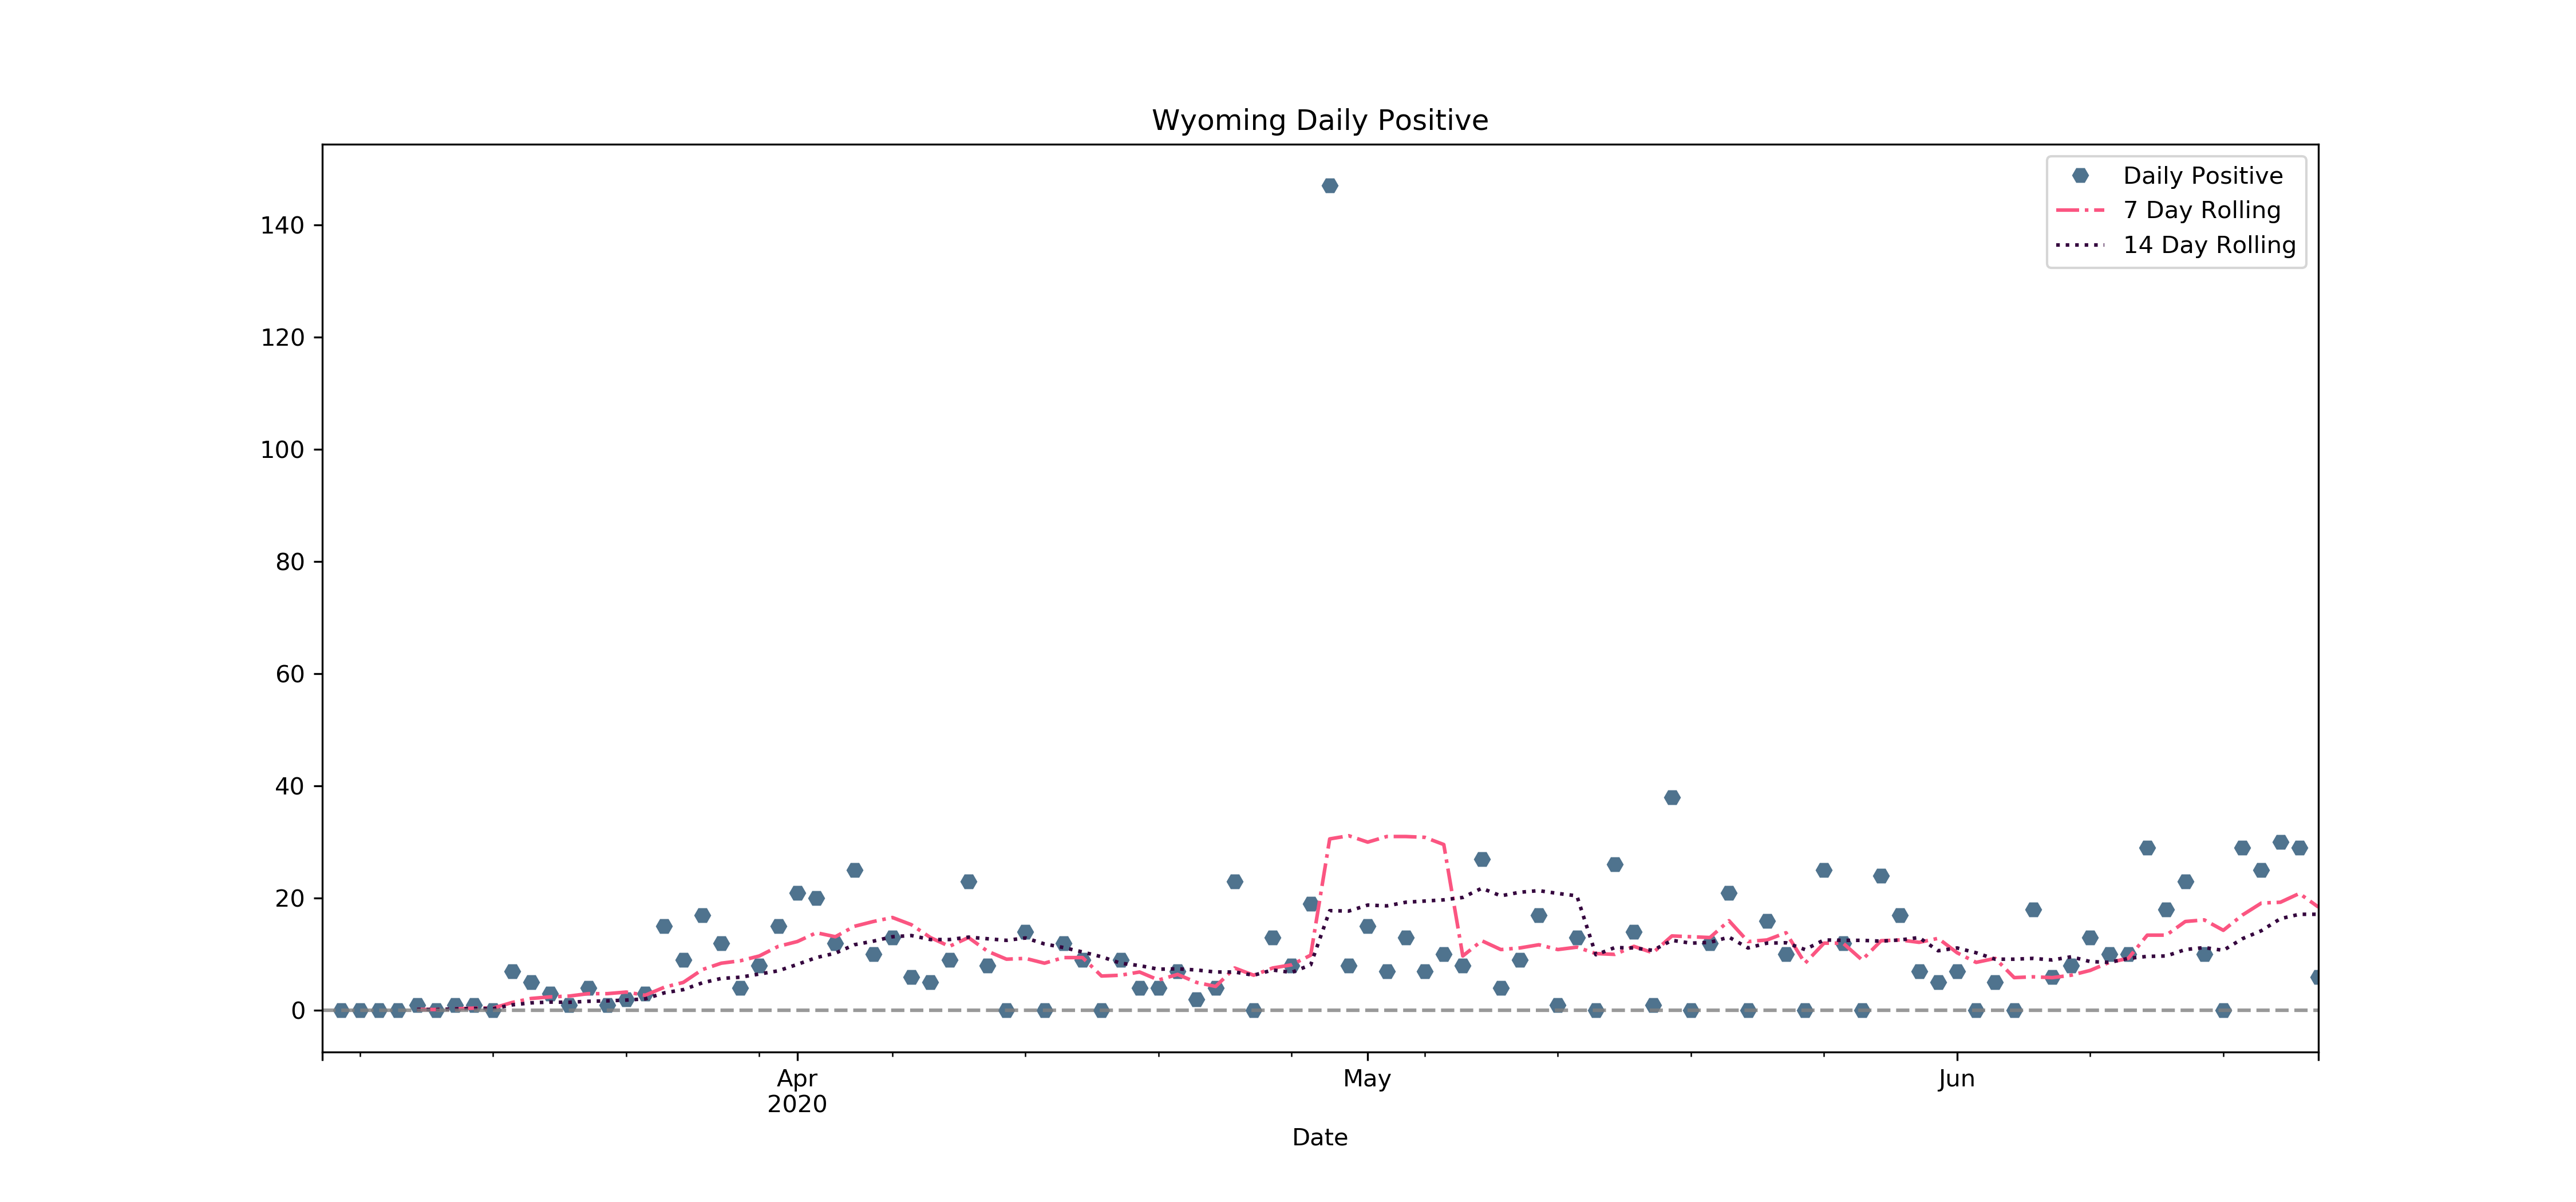 Wyoming Daily Positive
Daily Positive
7 Day Rolling
14 Day Rolling
140
120
100
80
60
40
20
0
Apr
2020
May
Jun
Date